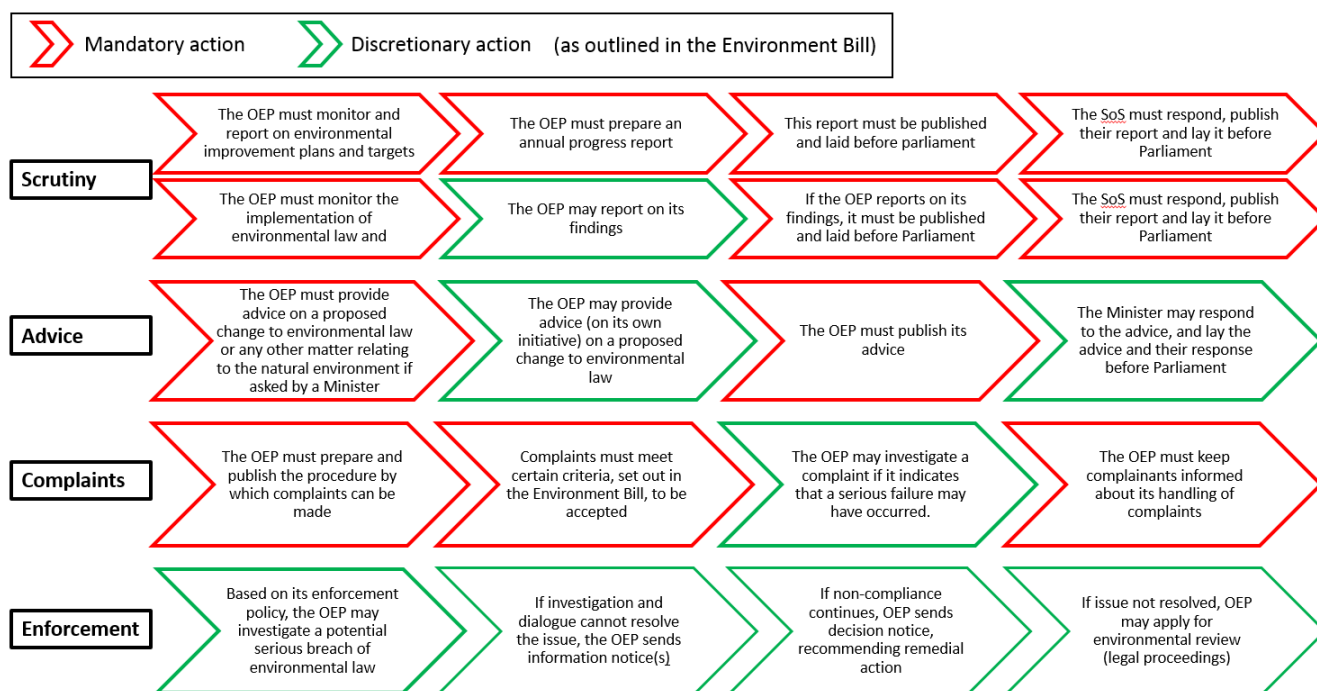 Mandatory action
Discretionary action
(as outlined in the Environment Bill)
Scrutiny
The OEP must monitor and
report on environmental
improvement plans and targets
The OEP must prepare an
annual progress report
This report must be published
and laid before parliament
The SoS must respond, publish
their report and lay it before
Parliament
The OEP must monitor the
implementation of
environmental law and
The OEP may report on its
findings
If the OEP reports on its
findings, it must be published
and laid before Parliament
The SoS must respond, publish
their report and lay it before
Parliament
Advice
The OEP must provide
advice on a proposed
change to environmental law
or any other matter relating
to the natural environment if
asked by a Minister
The OEP may provide
advice (on its own
initiative) on a proposed
change to environmental
law
The OEP must publish its
advice
The Minister may respond
to the advice, and lay the
advice and their response
before Parliament
Complaints
The OEP must prepare and
publish the procedure by
which complaints can be
made
Complaints must meet
certain criteria, set out in
the Environment Bill, to be
accepted
The OEP may investigate a
complaint if it indicates
that a serious failure may
have occurred.
The OEP must keep
complainants informed
about its handling of
complaints
Enforcement
Based on its enforcement
policy, the OEP may
investigate a potential
serious breach of
environmental law
If investigation and
dialogue cannot resolve
the issue, the OEP sends
information notice(s)
If non-compliance
continues, OEP sends
decision notice,
recommending remedial
action
If issue not resolved, OEP
may apply for
environmental review
(legal proceedings)